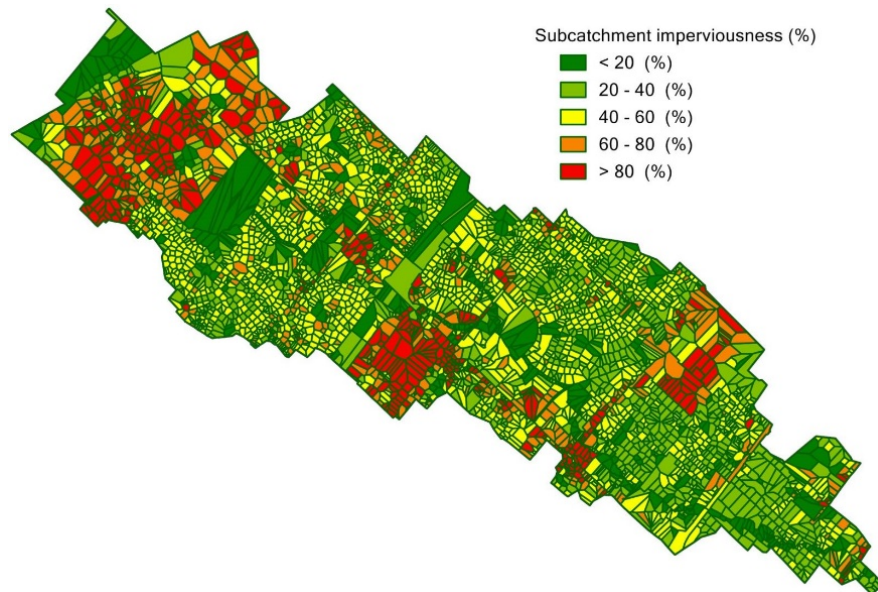 Subcatchment imperviousness (%)
< 20 (%)
20 - 40 (%)
40 - 60 (%)
60 - 80 (%)
> 80 (%)